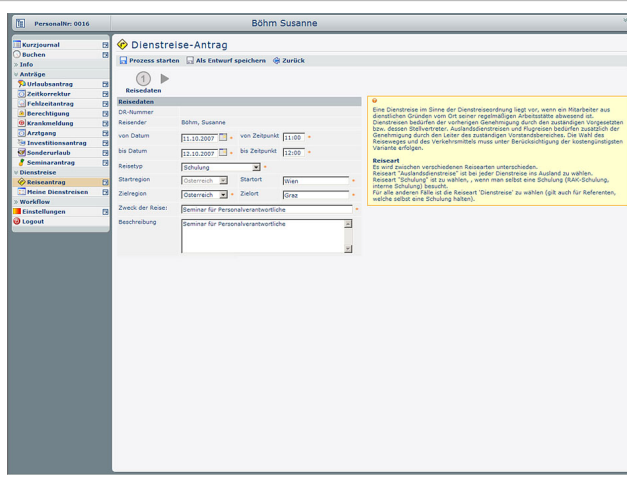 PersonalNr: 0016
Böhm Susanne
Kurzjournal
Buchen
» Info
Anträge
Urlaubsantrag
Zeitkorrektur
Fehlzeitantrag
Berechtigung
Krankmeldung
Arztgang
Investitionsantrag
Sonderurlaub
Seminarantrag
Dienstreise
Reiseantrag
Meine Dienstreisen
» Workflow
Einstellungen
Logout
Dienstreise-Antrag
Prozess starten Als Entwurf speichern Zurück
1
Reisedaten
Reisedaten
DR-Nummer
Reisender Böhm, Susanne
von Datum 11.10.2007 * von Zeitpunkt 11:00 *
bis Datum 12.10.2007 * bis Zeitpunkt 12:00 *
Reisetyp Schulung *
Startregion Österreich Startort Wien *
Zielregion Österreich * Zielort Graz *
Zweck der Reise: Seminar für Personalverantwortliche *
Beschreibung Seminar für Personalverantwortliche
Eine Dienstreise im Sinne der Dienstreiseordnung liegt vor, wenn ein Mitarbeiter aus
dienstlichen Gründen vom Ort seiner regelmäßigen Arbeitsstätte abwesend ist.
Dienstreisen bedürfen der vorherigen Genehmigung durch den zuständigen Vorgesetzten
bzw. dessen Stellvertreter. Auslandsdienstreisen und Flugreisen bedürfen zusätzlich der
Genehmigung durch den Leiter des zuständigen Vorstandsbereiches. Die Wahl des
Reiseweges und des Verkehrsmittels muss unter Berücksichtigung der kostengünstigsten
Variante erfolgen.
Reiseart
Es wird zwischen verschiedenen Reisearten unterschieden.
Reiseart "Auslandsdienstreise" ist bei jeder Dienstreise ins Ausland zu wählen.
Reiseart "Schulung" ist zu wählen, , wenn man selbst eine Schulung (RAK-Schulung,
interne Schulung) besucht.
Für alle anderen Fälle ist die Reiseart 'Dienstreise' zu wählen (gilt auch für Referenten,
welche selbst eine Schulung halten).